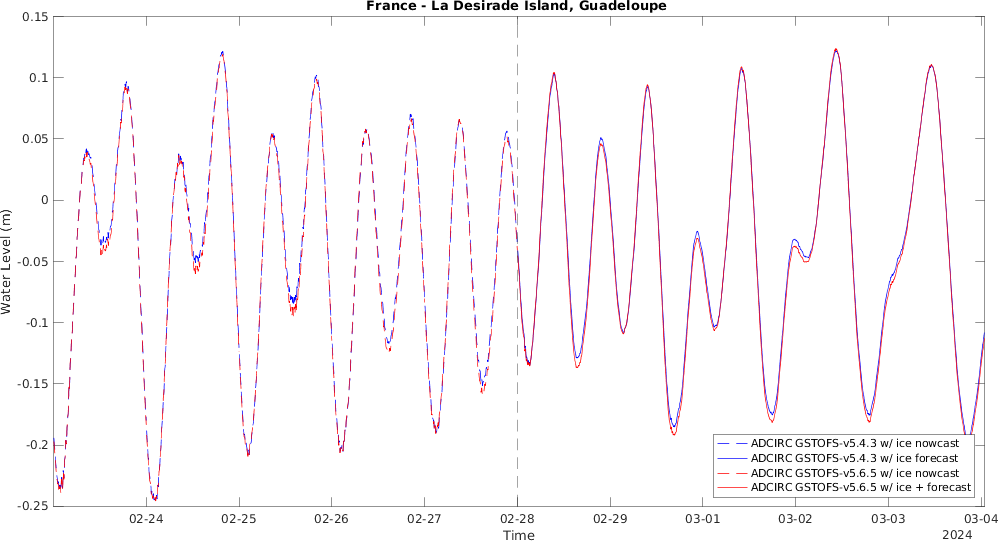 France - La Desirade Island, Guadeloupe
0.15
0.1
0.05
0
-0.05
-0.1
-0.15
-0.2
-0.25
Water Level (m)
ADCIRC GSTOFS-v5.4.3 w/ ice nowcast
ADCIRC GSTOFS-v5.4.3 w/ ice forecast
ADCIRC GSTOFS-v5.6.5 w/ ice nowcast
ADCIRC GSTOFS-v5.6.5 w/ ice + forecast
02-24 02-25 02-26 02-27 02-28 02-29 03-01 03-02 03-03 03-04
Time
2024